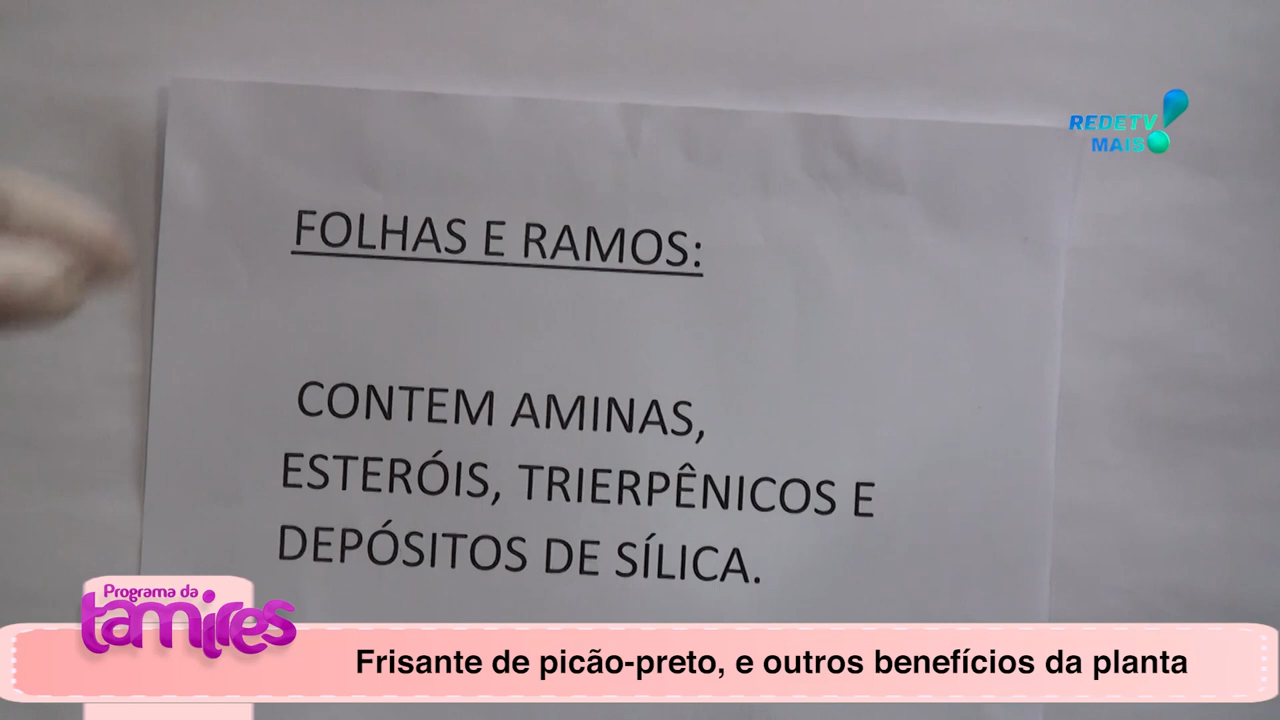 REDETV
MAIS
FOLHAS E RAMOS:
CONTEM AMINAS,
ESTERÓIS, TRIERPÊNICOS E
DEPÓSITOS DE SÍLICA.
Programa da
tamires
Frisante de picão-preto, e outros benefícios da planta